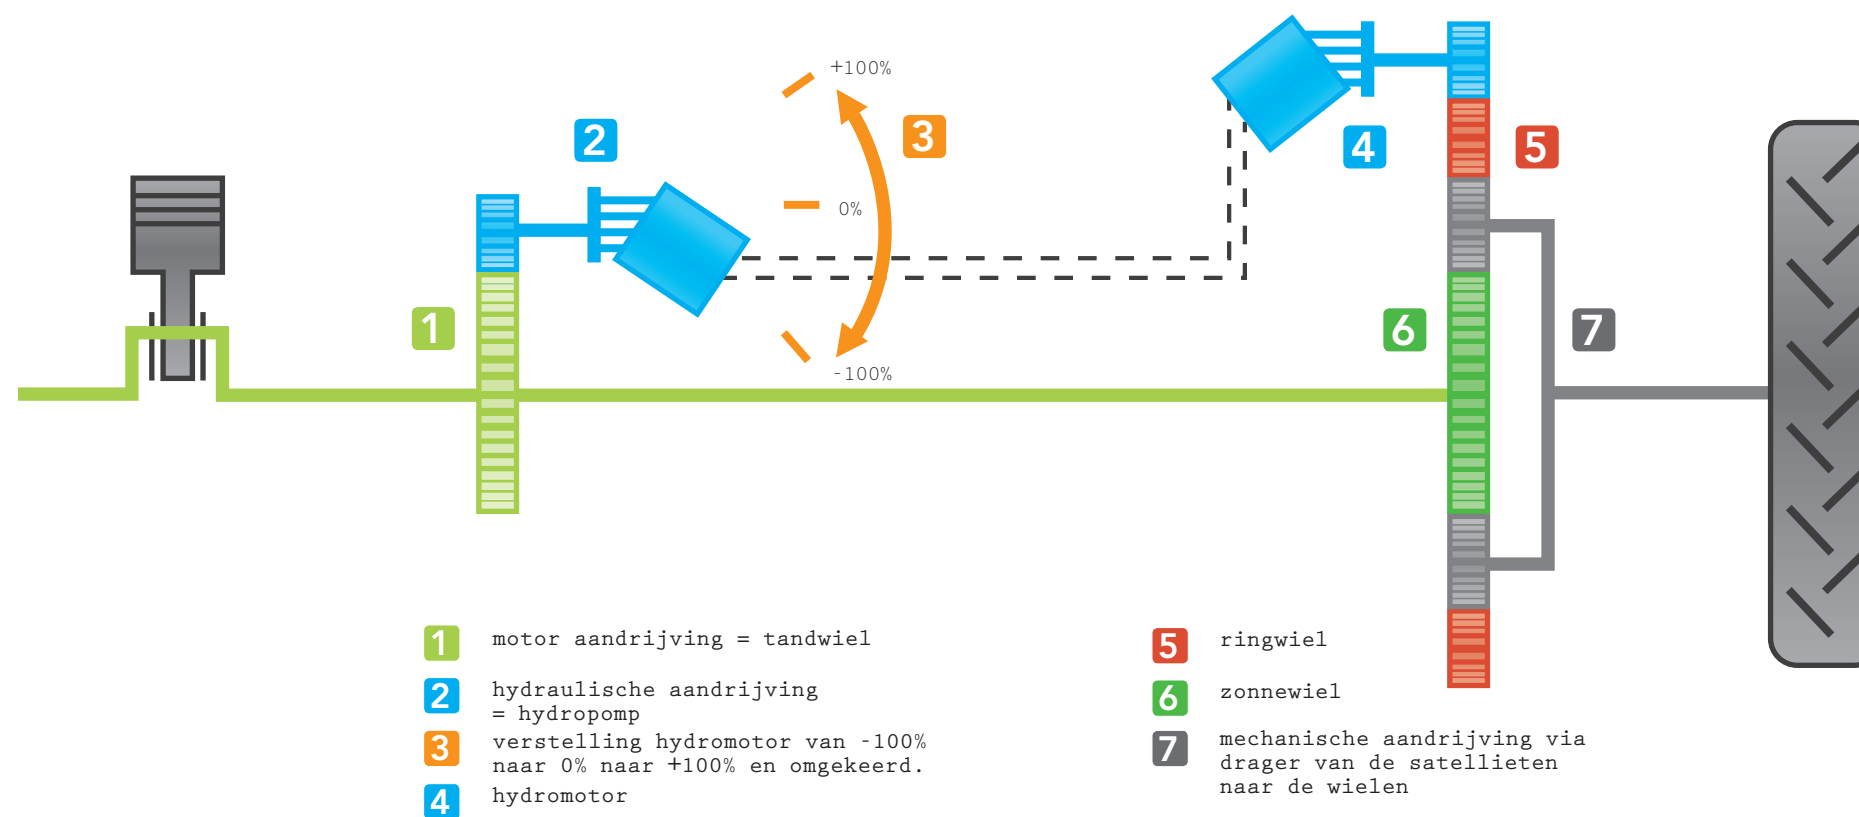 +100%
0%
-100%
2
3
4
5
1
6
7
1 motor aandrijving = tandwiel
2 hydraulische aandrijving
= hydropomp
3 verstelling hydromotor van -100%
naar 0% naar +100% en omgekeerd.
4 hydromotor
5 ringwiel
6 zonnewiel
7 mechanische aandrijving via
drager van de satellieten
naar de wielen